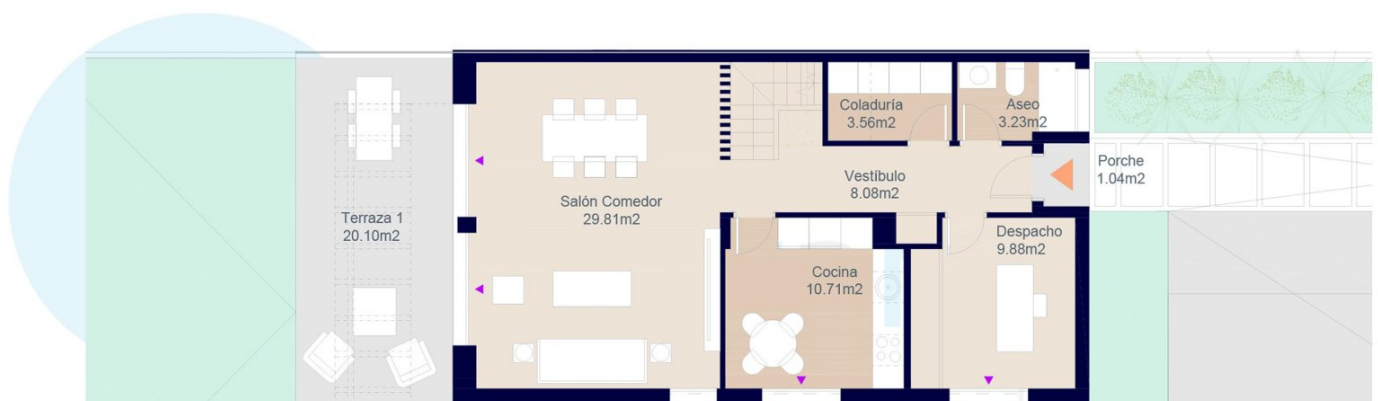 Coladuría
3.56m2
Aseo
3.23m2
Porche
1.04m2
Vestíbulo
8.08m2
Salón Comedor
29.81m2
Terraza 1
20.10m2
Despacho
9.88m2
Cocina
10.71m2